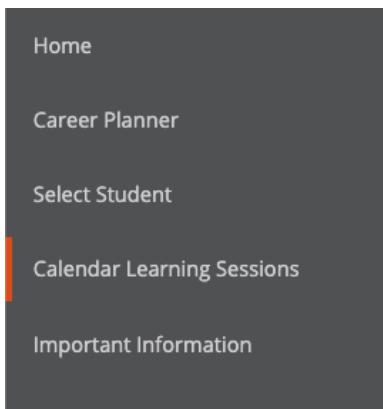 Home
Career Planner
Select Student
Calendar Learning Sessions
Important Information